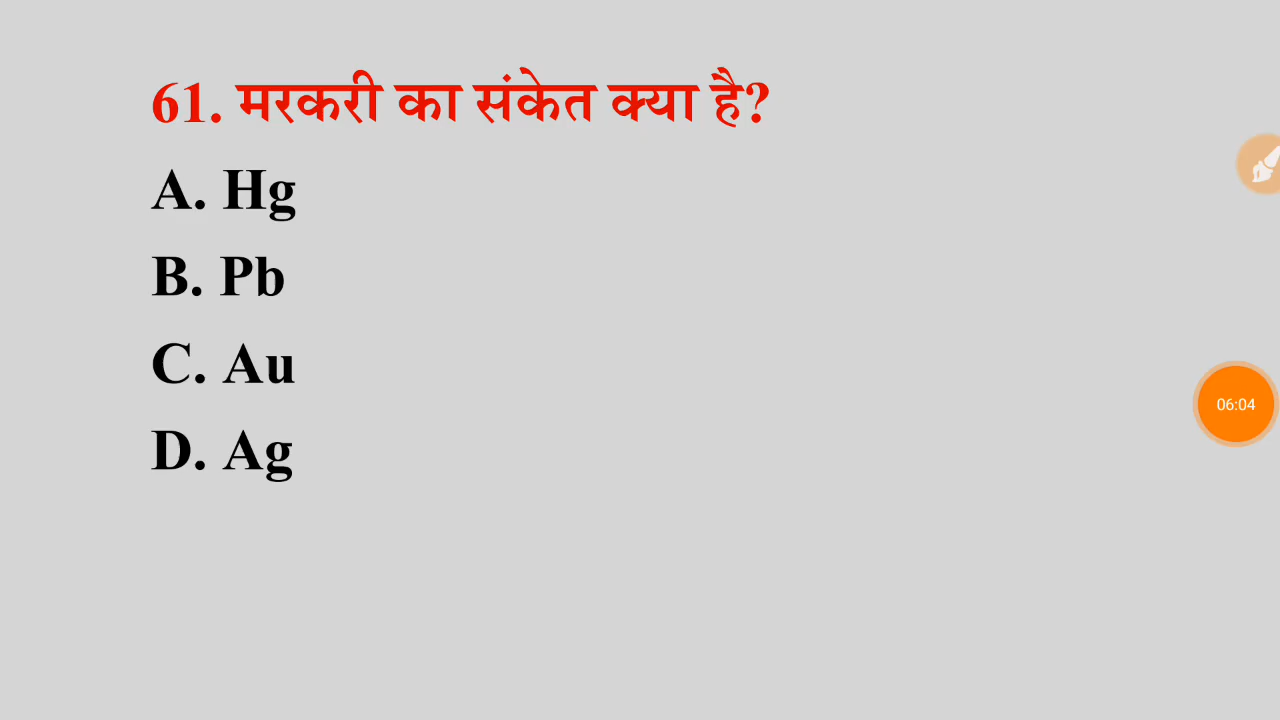 61. मरकरी का संकेत क्या है?
A. Hg
B. Pb
C. Au
D. Ag
06:04